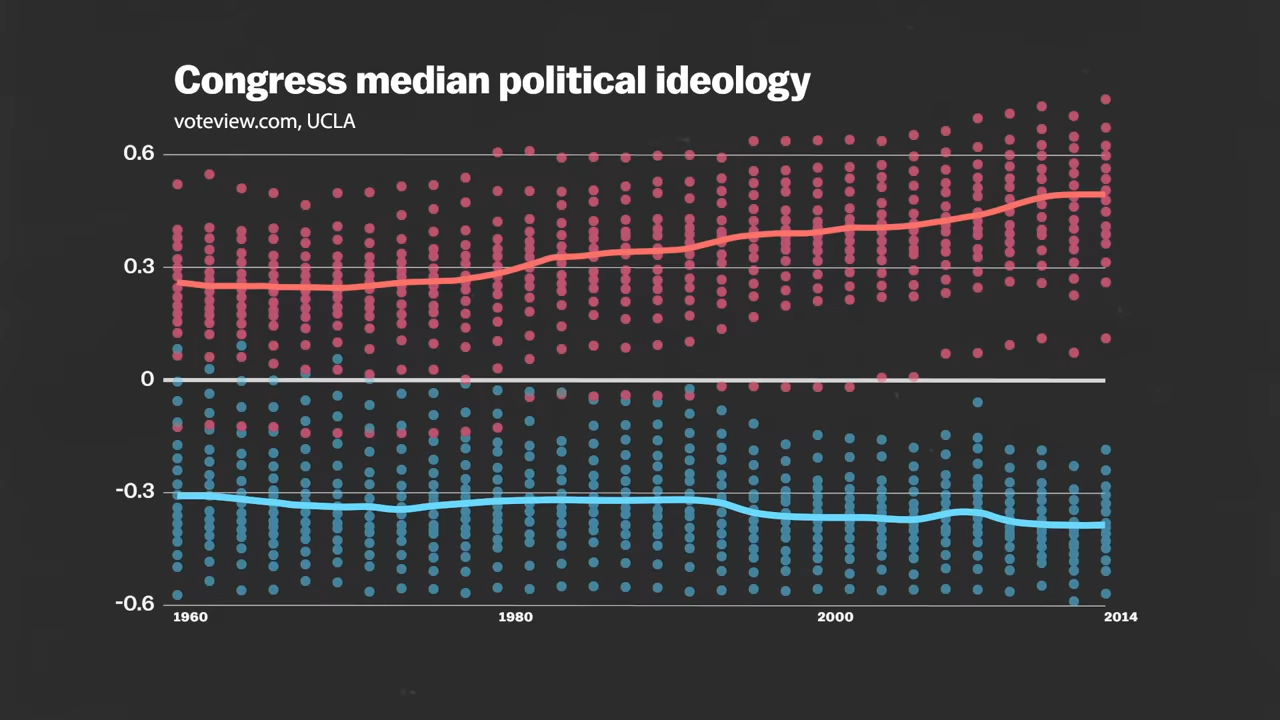 Congress median political ideology
voteview.com, UCLA
0.6
0.3
0
-0.3
-0.6
1960 1980 2000 2014